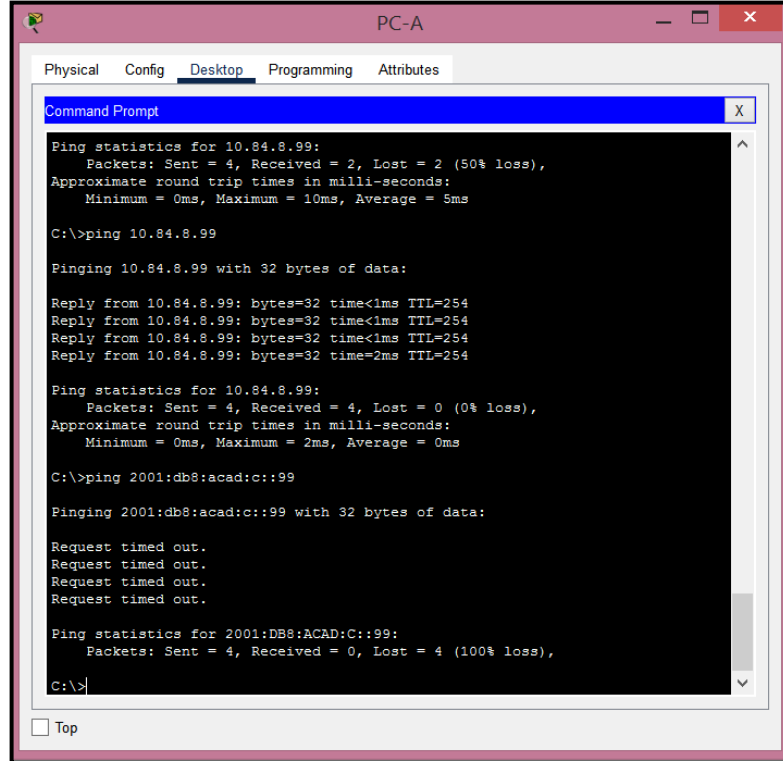 PC-A
Physical Config Desktop Programming Attributes
Command Prompt
X
Ping statistics for 10.84.8.99:
    Packets: Sent = 4, Received = 2, Lost = 2 (50% loss),
Approximate round trip times in milli-seconds:
    Minimum = 0ms, Maximum = 10ms, Average = 5ms
C:\>ping 10.84.8.99
Pinging 10.84.8.99 with 32 bytes of data:
Reply from 10.84.8.99: bytes=32 time<1ms TTL=254
Reply from 10.84.8.99: bytes=32 time<1ms TTL=254
Reply from 10.84.8.99: bytes=32 time<1ms TTL=254
Reply from 10.84.8.99: bytes=32 time=2ms TTL=254
Ping statistics for 10.84.8.99:
    Packets: Sent = 4, Received = 4, Lost = 0 (0% loss),
Approximate round trip times in milli-seconds:
    Minimum = 0ms, Maximum = 2ms, Average = 0ms
C:\>ping 2001:db8:acad:c::99
Pinging 2001:db8:acad:c::99 with 32 bytes of data:
Request timed out.
Request timed out.
Request timed out.
Request timed out.
Ping statistics for 2001:DB8:ACAD:C::99:
    Packets: Sent = 4, Received = 0, Lost = 4 (100% loss),
C:\>
Top